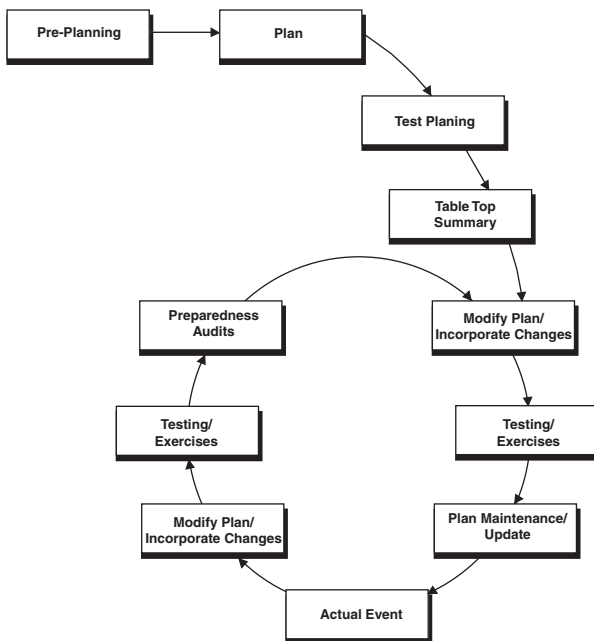 Pre-Planning
Plan
Test Planing
Table Top
Summary
Preparedness
Audits
Modify Plan/
Incorporate Changes
Testing/
Exercises
Testing/
Exercises
Modify Plan/
Incorporate Changes
Plan Maintenance/
Update
Actual Event